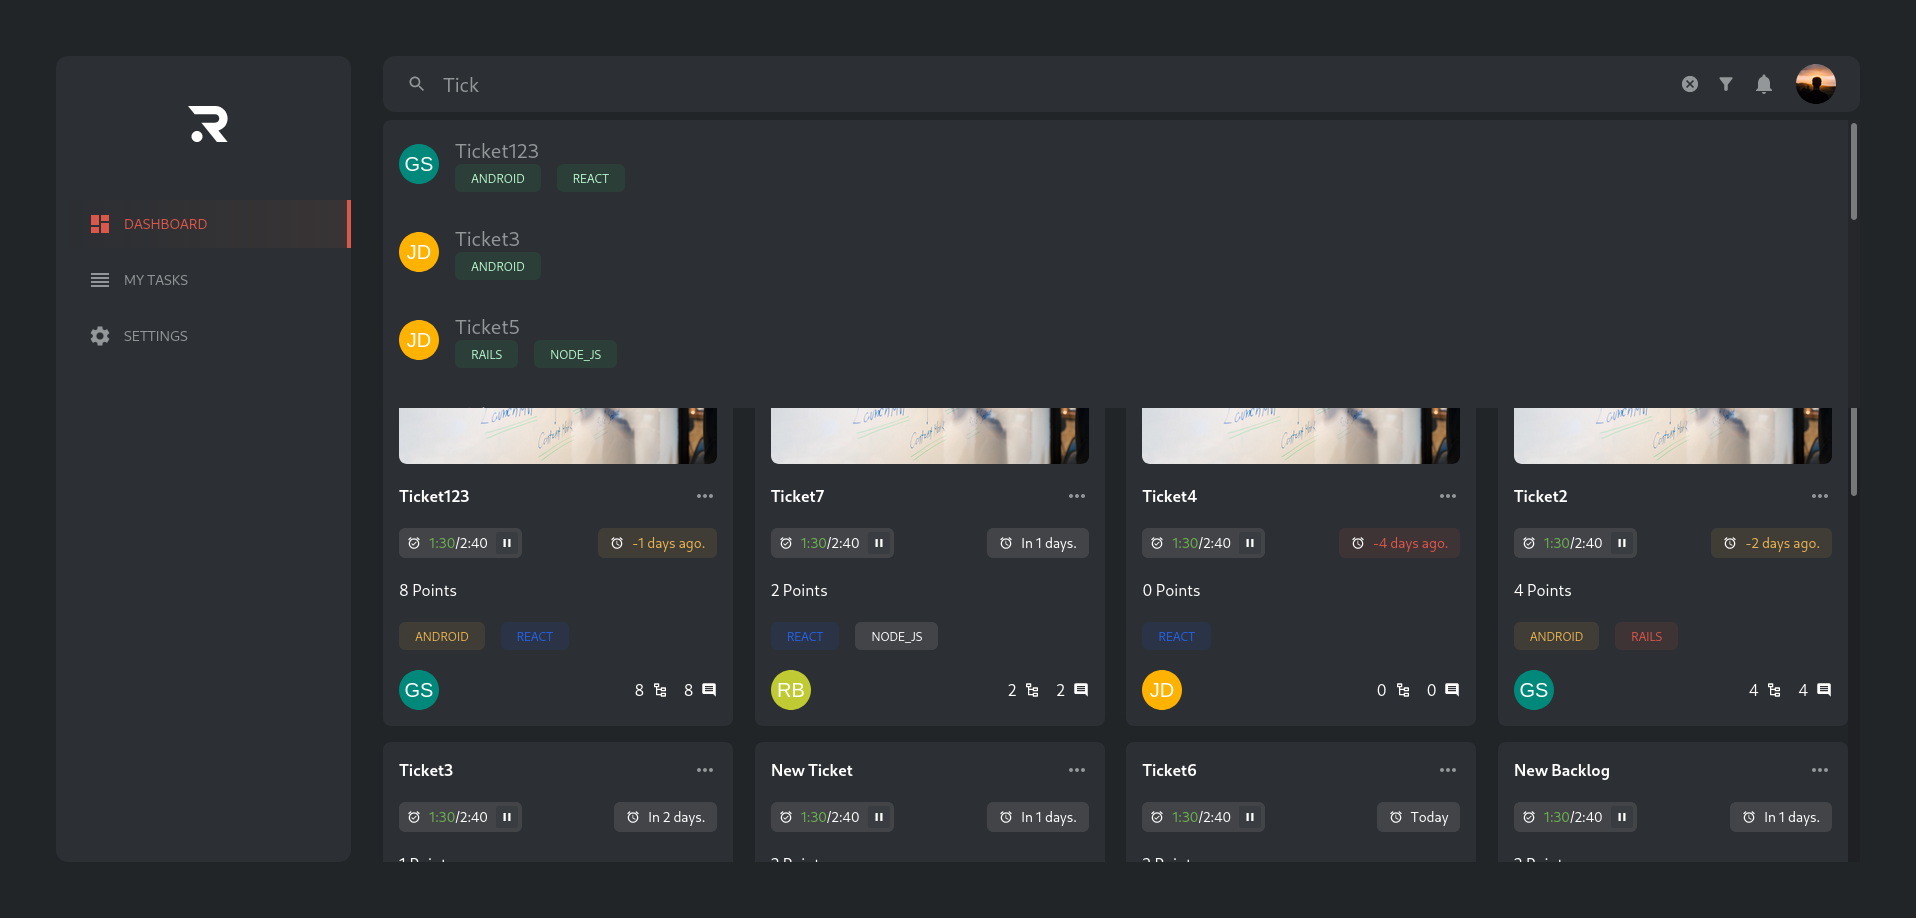 Tick
GS
Ticket123
ANDROID REACT
JD
Ticket3
ANDROID
JD
Ticket5
RAILS NODE_JS
DASHBOARD
MY TASKS
SETTINGS
Ticket123
1:30/2:40 -1 days ago.
8 Points
ANDROID REACT
GS 8 8
Ticket7
1:30/2:40 In 1 days.
2 Points
REACT NODE_JS
RB 2 2
Ticket4
1:30/2:40 -4 days ago.
0 Points
REACT
JD 0 0
Ticket2
1:30/2:40 -2 days ago.
4 Points
ANDROID RAILS
GS 4 4
Ticket3
1:30/2:40 In 2 days.
New Ticket
1:30/2:40 In 1 days.
Ticket6
1:30/2:40 Today
New Backlog
1:30/2:40 In 1 days.